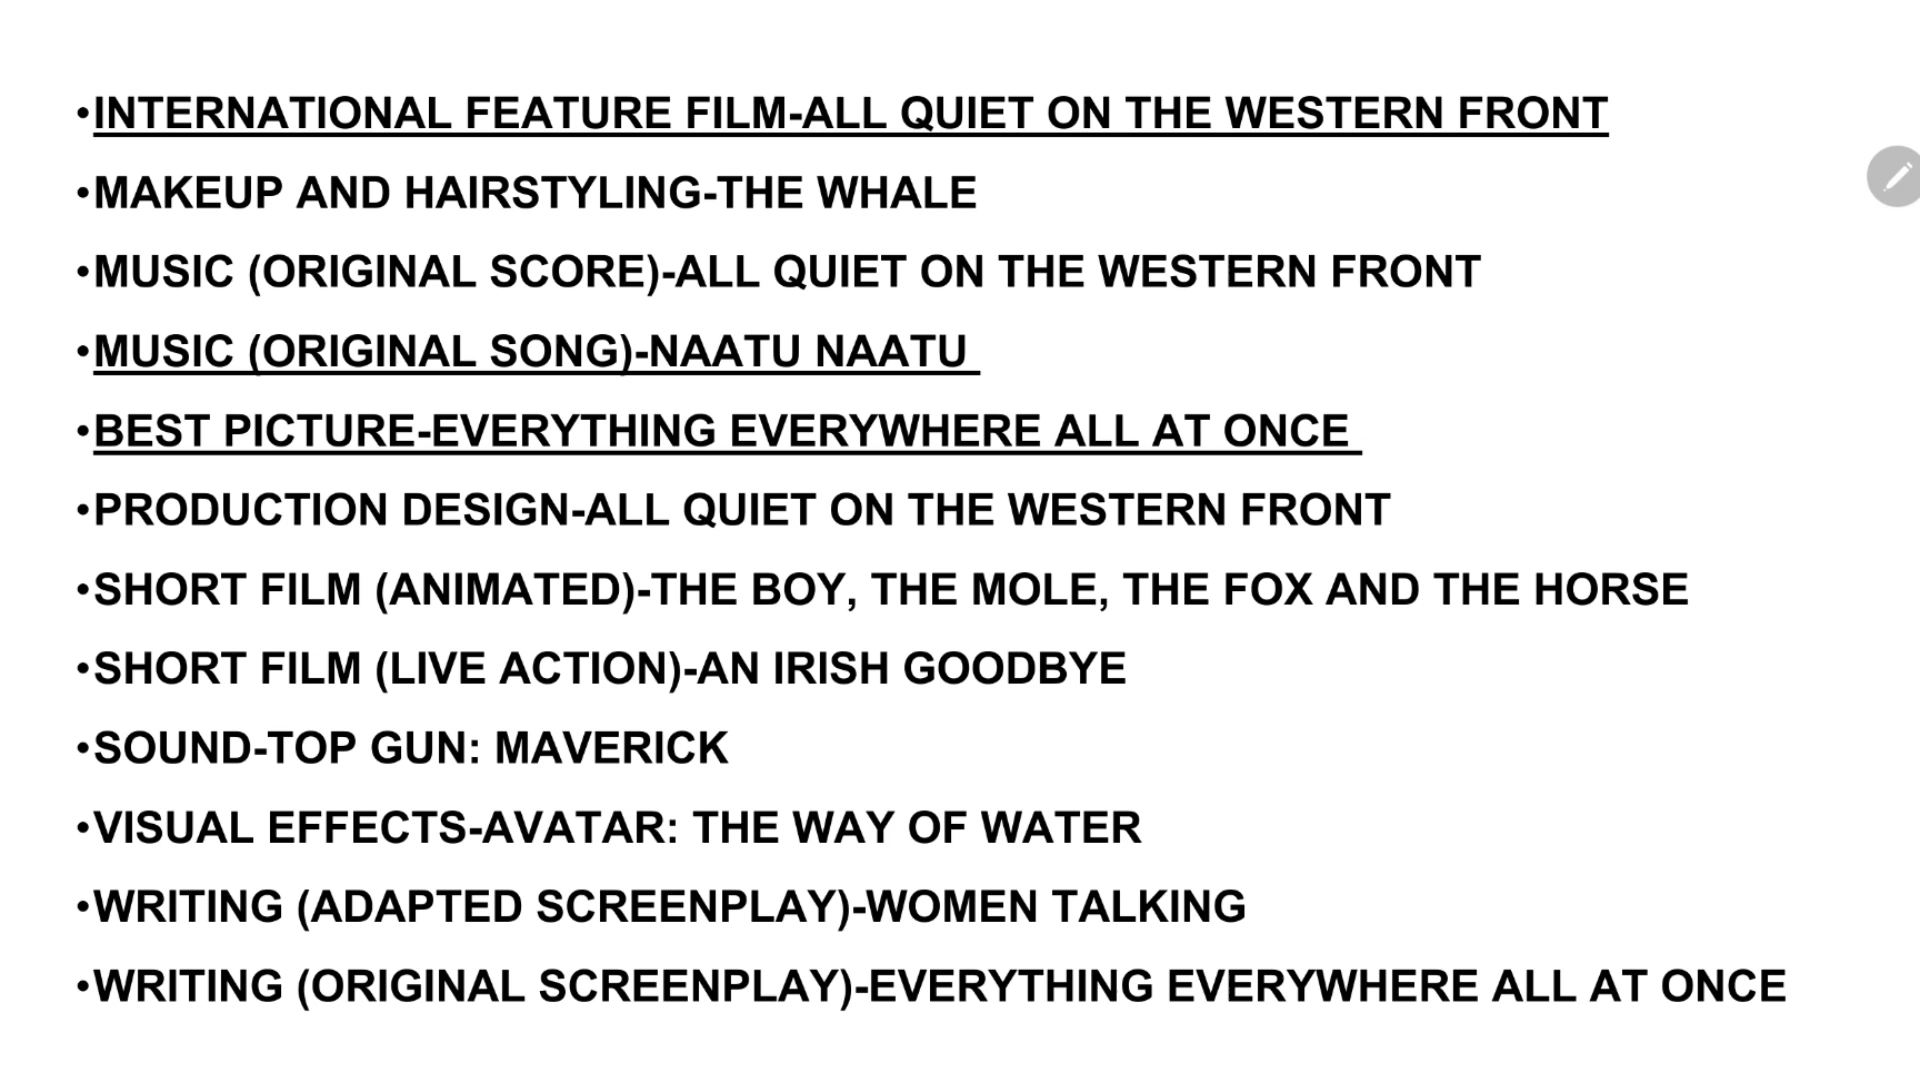 •INTERNATIONAL FEATURE FILM-ALL QUIET ON THE WESTERN FRONT
•MAKEUP AND HAIRSTYLING-THE WHALE
•MUSIC (ORIGINAL SCORE)-ALL QUIET ON THE WESTERN FRONT
•MUSIC (ORIGINAL SONG)-NAATU NAATU
•BEST PICTURE-EVERYTHING EVERYWHERE ALL AT ONCE
•PRODUCTION DESIGN-ALL QUIET ON THE WESTERN FRONT
•SHORT FILM (ANIMATED)-THE BOY, THE MOLE, THE FOX AND THE HORSE
•SHORT FILM (LIVE ACTION)-AN IRISH GOODBYE
•SOUND-TOP GUN: MAVERICK
•VISUAL EFFECTS-AVATAR: THE WAY OF WATER
•WRITING (ADAPTED SCREENPLAY)-WOMEN TALKING
•WRITING (ORIGINAL SCREENPLAY)-EVERYTHING EVERYWHERE ALL AT ONCE